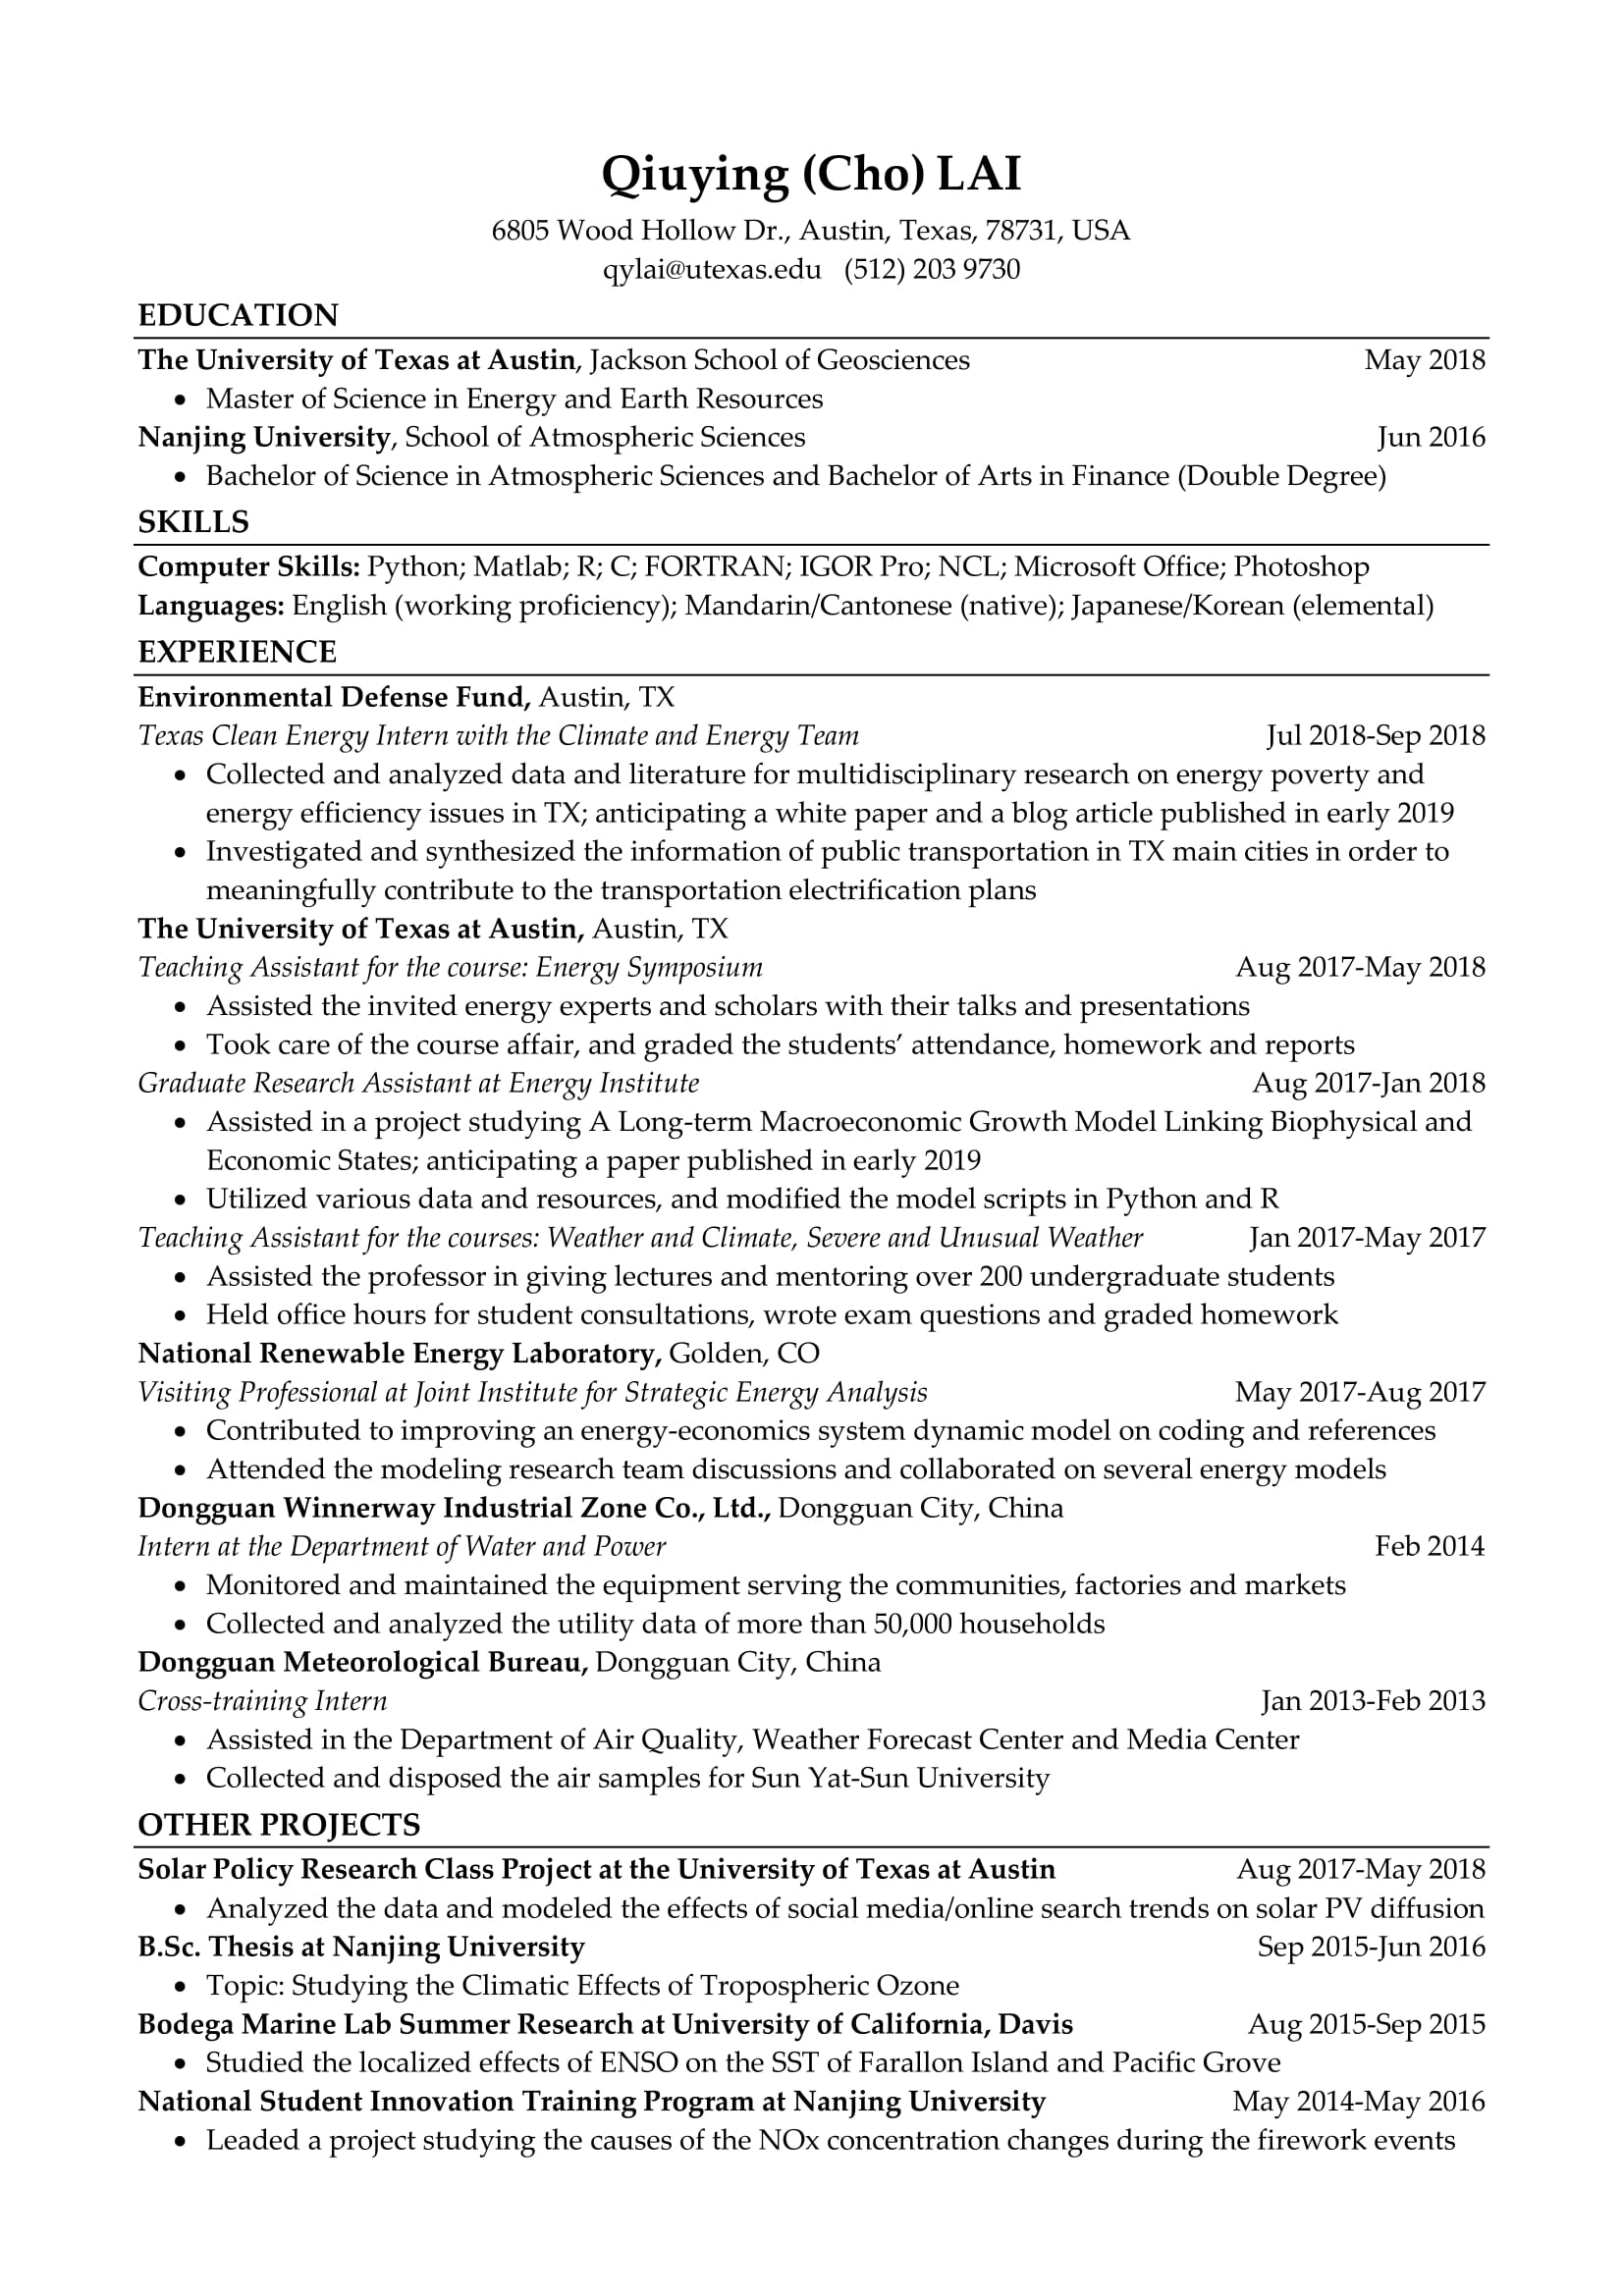 Qiuying (Cho) LAI
6805 Wood Hollow Dr., Austin, Texas, 78731, USA
qylai@utexas.edu (512) 203 9730
EDUCATION
The University of Texas at Austin, Jackson School of Geosciences May 2018
• Master of Science in Energy and Earth Resources
Nanjing University, School of Atmospheric Sciences Jun 2016
• Bachelor of Science in Atmospheric Sciences and Bachelor of Arts in Finance (Double Degree)
SKILLS
Computer Skills: Python; Matlab; R; C; FORTRAN; IGOR Pro; NCL; Microsoft Office; Photoshop
Languages: English (working proficiency); Mandarin/Cantonese (native); Japanese/Korean (elemental)
EXPERIENCE
Environmental Defense Fund, Austin, TX
Texas Clean Energy Intern with the Climate and Energy Team Jul 2018-Sep 2018
• Collected and analyzed data and literature for multidisciplinary research on energy poverty and
energy efficiency issues in TX; anticipating a white paper and a blog article published in early 2019
• Investigated and synthesized the information of public transportation in TX main cities in order to
meaningfully contribute to the transportation electrification plans
The University of Texas at Austin, Austin, TX
Teaching Assistant for the course: Energy Symposium Aug 2017-May 2018
• Assisted the invited energy experts and scholars with their talks and presentations
• Took care of the course affair, and graded the students’ attendance, homework and reports
Graduate Research Assistant at Energy Institute Aug 2017-Jan 2018
• Assisted in a project studying A Long-term Macroeconomic Growth Model Linking Biophysical and
Economic States; anticipating a paper published in early 2019
• Utilized various data and resources, and modified the model scripts in Python and R
Teaching Assistant for the courses: Weather and Climate, Severe and Unusual Weather Jan 2017-May 2017
• Assisted the professor in giving lectures and mentoring over 200 undergraduate students
• Held office hours for student consultations, wrote exam questions and graded homework
National Renewable Energy Laboratory, Golden, CO
Visiting Professional at Joint Institute for Strategic Energy Analysis May 2017-Aug 2017
• Contributed to improving an energy-economics system dynamic model on coding and references
• Attended the modeling research team discussions and collaborated on several energy models
Dongguan Winnerway Industrial Zone Co., Ltd., Dongguan City, China
Intern at the Department of Water and Power Feb 2014
• Monitored and maintained the equipment serving the communities, factories and markets
• Collected and analyzed the utility data of more than 50,000 households
Dongguan Meteorological Bureau, Dongguan City, China
Cross-training Intern Jan 2013-Feb 2013
• Assisted in the Department of Air Quality, Weather Forecast Center and Media Center
• Collected and disposed the air samples for Sun Yat-Sun University
OTHER PROJECTS
Solar Policy Research Class Project at the University of Texas at Austin Aug 2017-May 2018
• Analyzed the data and modeled the effects of social media/online search trends on solar PV diffusion
B.Sc. Thesis at Nanjing University Sep 2015-Jun 2016
• Topic: Studying the Climatic Effects of Tropospheric Ozone
Bodega Marine Lab Summer Research at University of California, Davis Aug 2015-Sep 2015
• Studied the localized effects of ENSO on the SST of Farallon Island and Pacific Grove
National Student Innovation Training Program at Nanjing University May 2014-May 2016
• Leaded a project studying the causes of the NOx concentration changes during the firework events